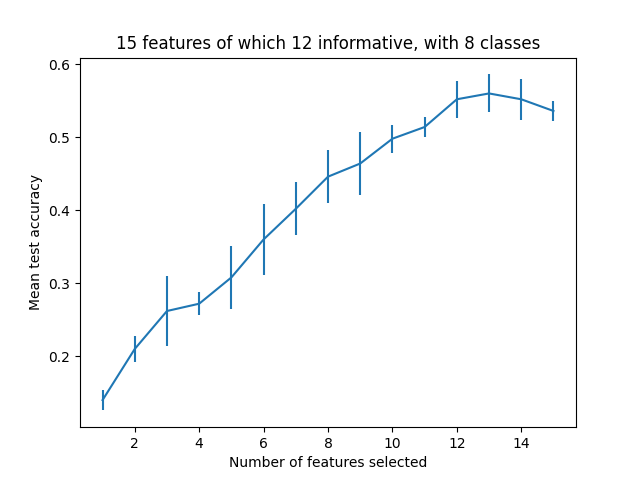 15 features of which 12 informative, with 8 classes
0.6
0.5
0.4
0.3
0.2
Mean test accuracy
2 4 6 8 10 12 14
Number of features selected